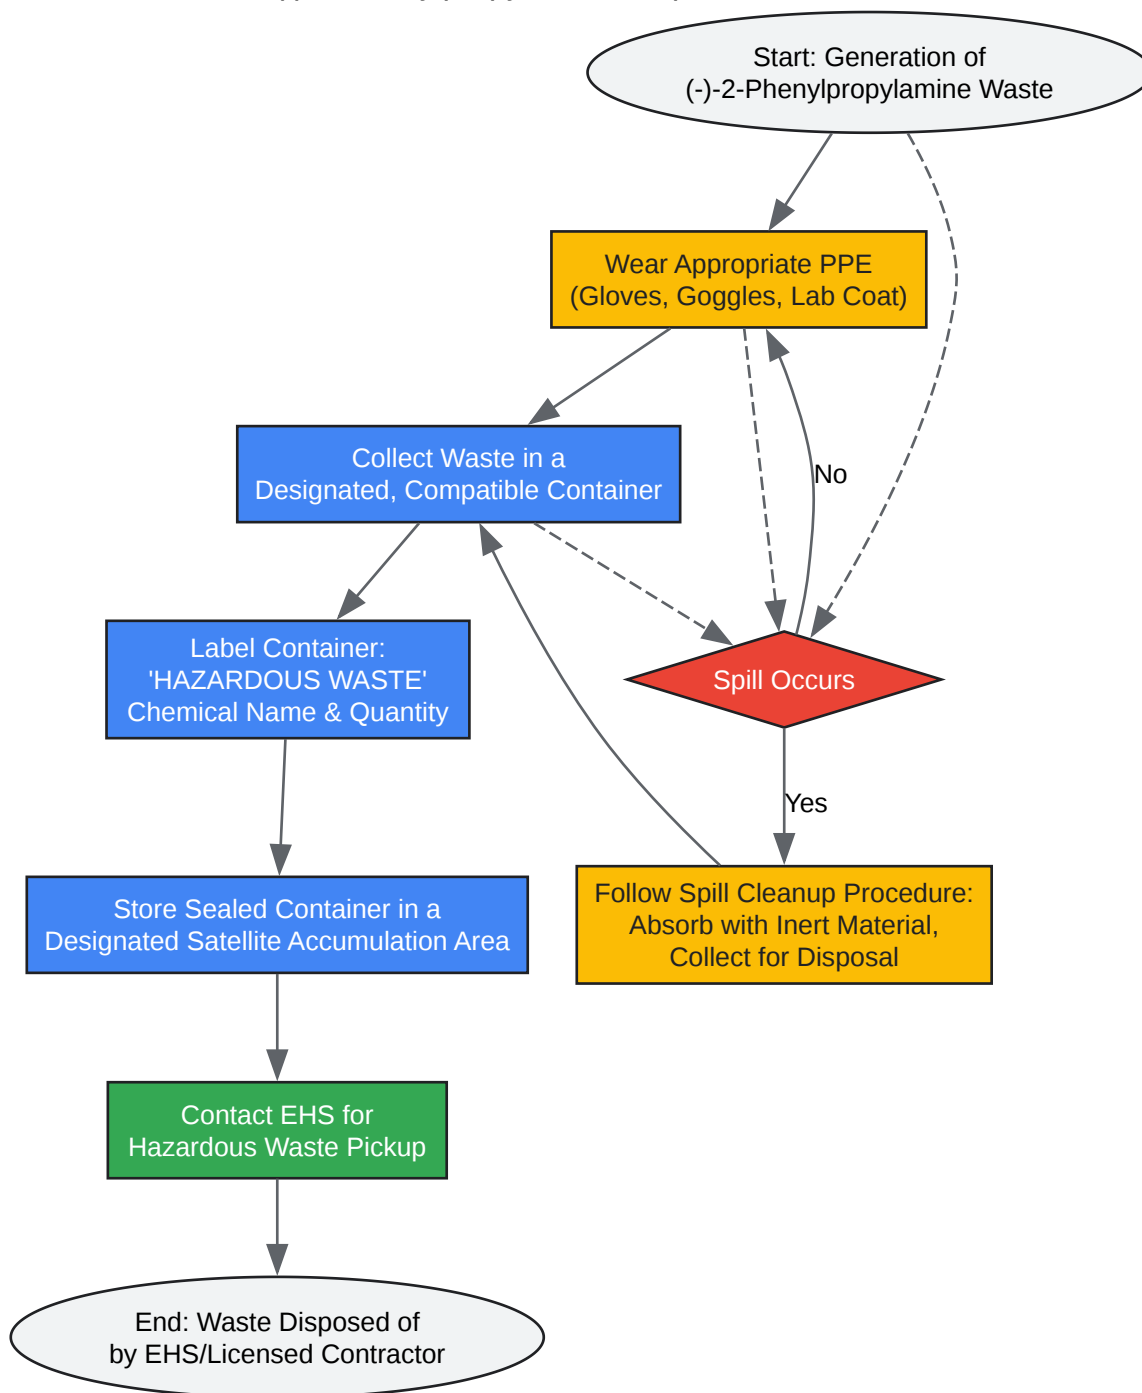 Start: Generation of
(-)-2-Phenylpropylamine Waste
Wear Appropriate PPE
(Gloves, Goggles, Lab Coat)
Collect Waste in a
Designated, Compatible Container
No
Label Container:
'HAZARDOUS WASTE'
Chemical Name & Quantity
Spill Occurs
Yes
Store Sealed Container in a
Designated Satellite Accumulation Area
Follow Spill Cleanup Procedure:
Absorb with Inert Material,
Collect for Disposal
Contact EHS for
Hazardous Waste Pickup
End: Waste Disposed of
by EHS/Licensed Contractor